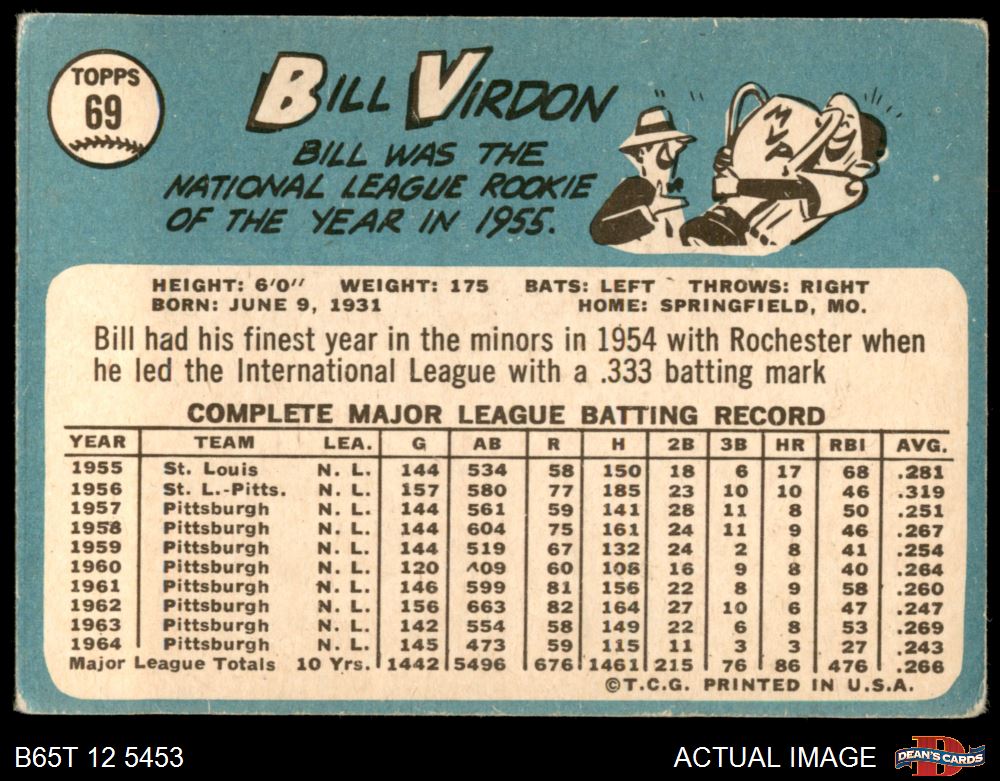 TOPPS
69
BILL VIRDON
BILL WAS THE
NATIONAL LEAGUE ROOKIE
OF THE YEAR IN 1955.
MVP
HEIGHT: 6'0" WEIGHT: 175 BATS: LEFT THROWS: RIGHT
BORN: JUNE 9, 1931 HOME: SPRINGFIELD, MO.
Bill had his finest year in the minors in 1954 with Rochester when
he led the International League with a .333 batting mark
COMPLETE MAJOR LEAGUE BATTING RECORD
YEAR TEAM LEA. G AB R H 2B 3B HR RBI AVG.
1955 St. Louis N. L. 144 534 58 150 18 6 17 68 .281
1956 St. L.-Pitts. N. L. 157 580 77 185 23 10 10 46 .319
1957 Pittsburgh N. L. 144 561 59 141 28 11 8 50 .251
1958 Pittsburgh N. L. 144 604 75 161 24 11 9 46 .267
1959 Pittsburgh N. L. 144 519 67 132 24 2 8 41 .254
1960 Pittsburgh N. L. 120 409 60 108 16 9 8 40 .264
1961 Pittsburgh N. L. 146 599 81 156 22 8 9 58 .260
1962 Pittsburgh N. L. 156 663 82 164 27 10 6 47 .247
1963 Pittsburgh N. L. 142 554 58 149 22 6 8 53 .269
1964 Pittsburgh N. L. 145 473 59 115 11 3 3 27 .243
Major League Totals 10 Yrs. 1442 5496 676 1461 215 76 86 476 .266
©T.C.G. PRINTED IN U.S.A.
B65T 12 5453 ACTUAL IMAGE DEAN'S CARDS